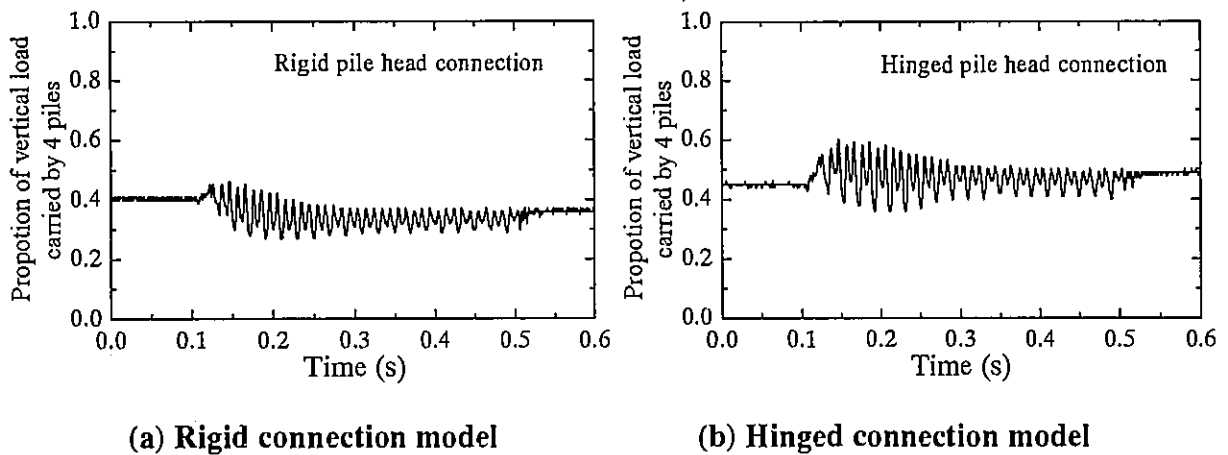 Propotion of vertical load
carried by 4 piles
1.0
0.8
0.6
0.4
0.2
0.0
Rigid pile head connection
0.0 0.1 0.2 0.3 0.4 0.5 0.6
Time (s)
(a) Rigid connection model
Propotion of vertical load
carried by 4 piles
1.0
0.8
0.6
0.4
0.2
0.0
Hinged pile head connection
0.0 0.1 0.2 0.3 0.4 0.5 0.6
Time (s)
(b) Hinged connection model